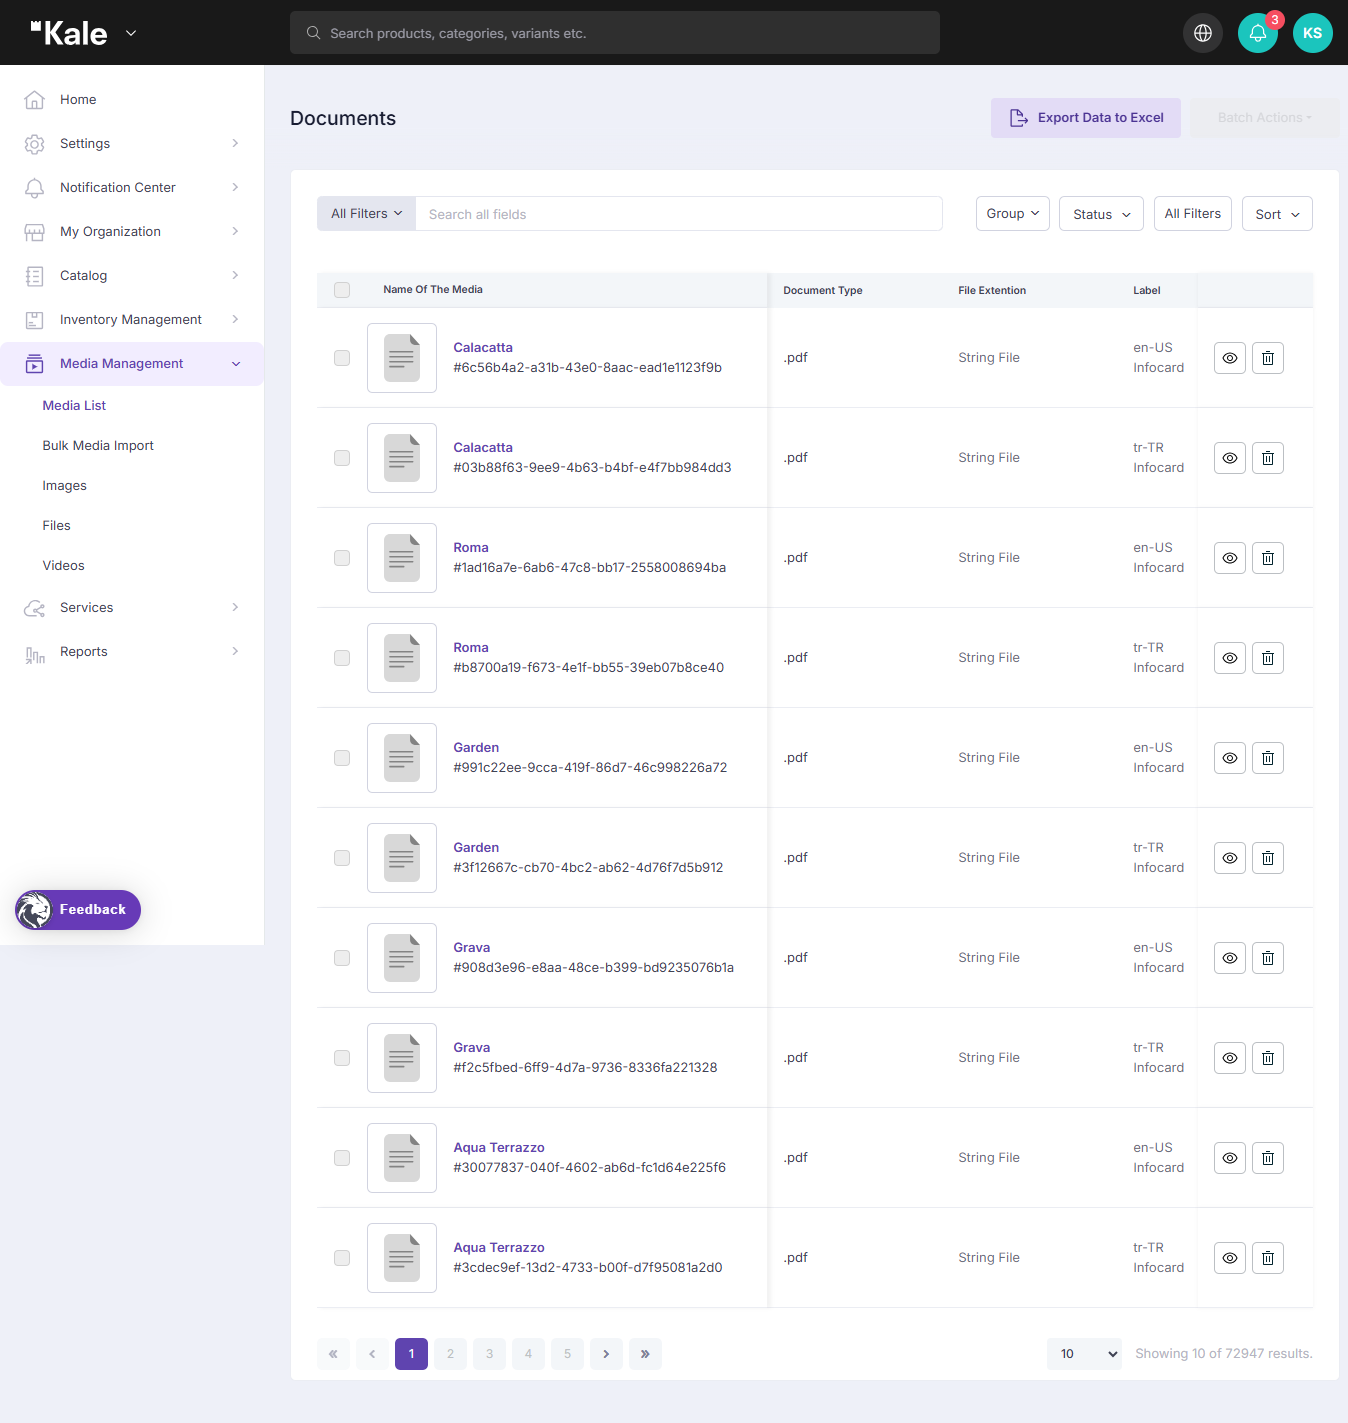 Kale
Search products, categories, variants etc.
3
KS
Home
Settings
Notification Center
My Organization
Catalog
Inventory Management
Media Management
Media List
Bulk Media Import
Images
Files
Videos
Services
Reports
Feedback
Documents
Export Data to Excel
Batch Actions
All Filters
Search all fields
Group
Status
All Filters
Sort
Name Of The Media
Document Type
File Extention
Label
Calacatta
#6c56b4a2-a31b-43e0-8aac-ead1e1123f9b
.pdf
String File
en-US
Infocard
Calacatta
#03b88f63-9ee9-4b63-b4bf-e4f7bb984dd3
.pdf
String File
tr-TR
Infocard
Roma
#1ad16a7e-6ab6-47c8-bb17-2558008694ba
.pdf
String File
en-US
Infocard
Roma
#b8700a19-f673-4e1f-bb55-39eb07b8ce40
.pdf
String File
tr-TR
Infocard
Garden
#991c22ee-9cca-419f-86d7-46c998226a72
.pdf
String File
en-US
Infocard
Garden
#3f12667c-cb70-4bc2-ab62-4d76f7d5b912
.pdf
String File
tr-TR
Infocard
Grava
#908d3e96-e8aa-48ce-b399-bd9235076b1a
.pdf
String File
en-US
Infocard
Grava
#f2c5fbed-6ff9-4d7a-9736-8336fa221328
.pdf
String File
tr-TR
Infocard
Aqua Terrazzo
#30077837-040f-4602-ab6d-fc1d64e225f6
.pdf
String File
en-US
Infocard
Aqua Terrazzo
#3cdec9ef-13d2-4733-b00f-d7f95081a2d0
.pdf
String File
tr-TR
Infocard
« ‹ 1 2 3 4 5 › »
10
Showing 10 of 72947 results.